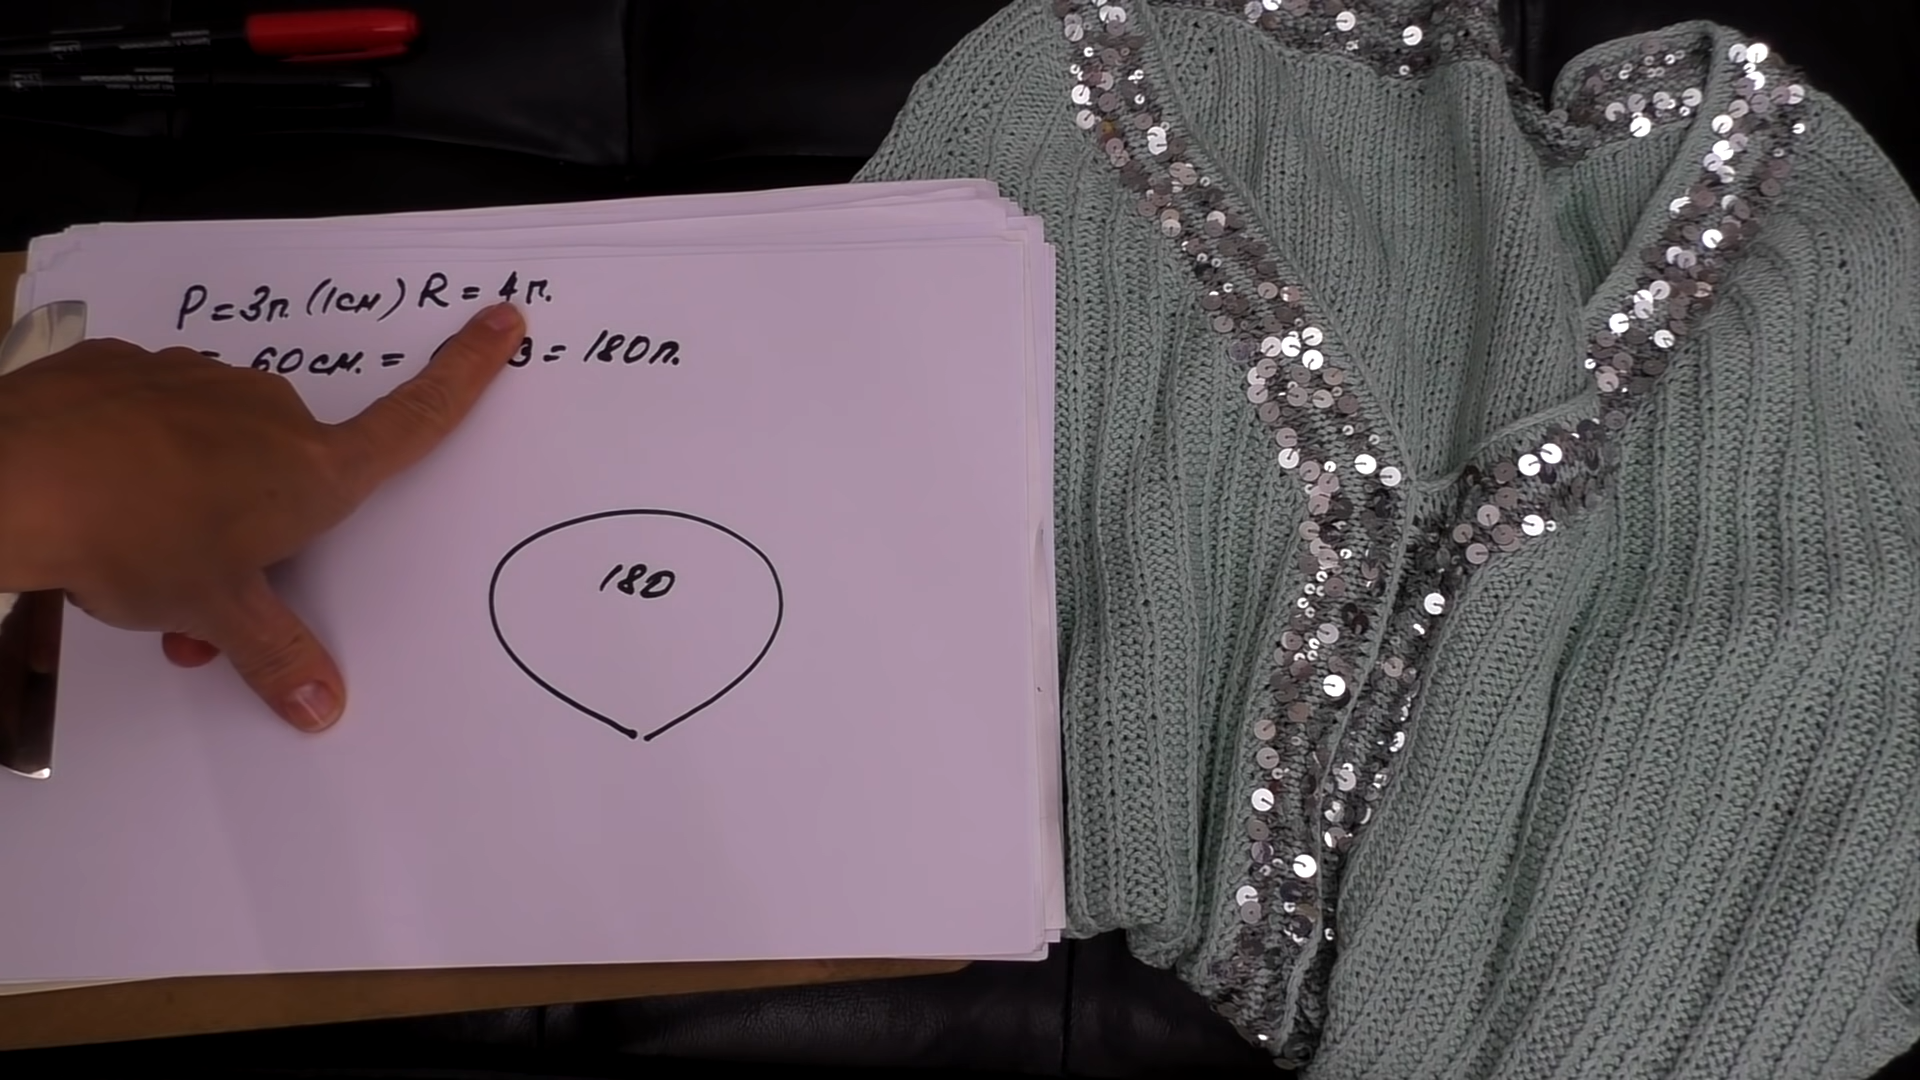 P = 3п. (1см) R = 4п.
= 60см. = 3 = 180п.
180